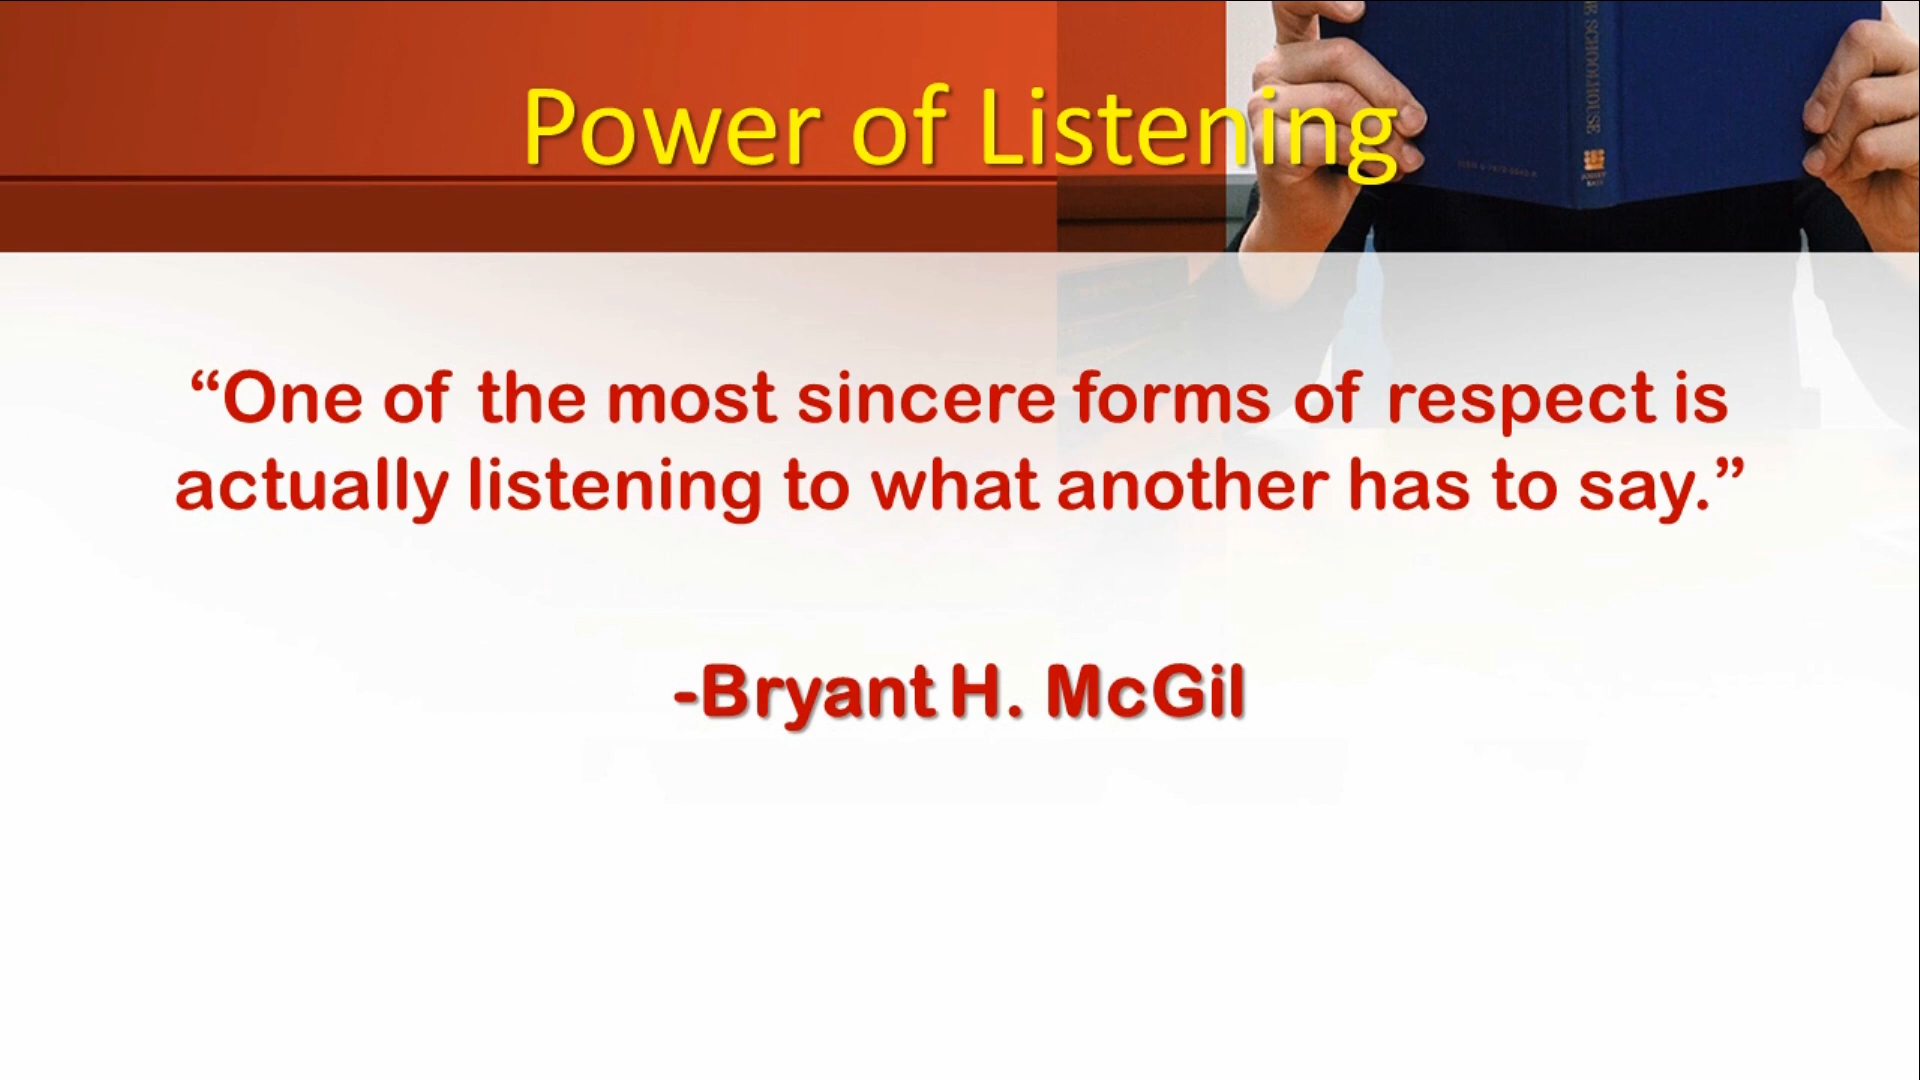 Power of Listening
“One of the most sincere forms of respect is
actually listening to what another has to say.”
-Bryant H. McGil
SCHOOLHOUSE